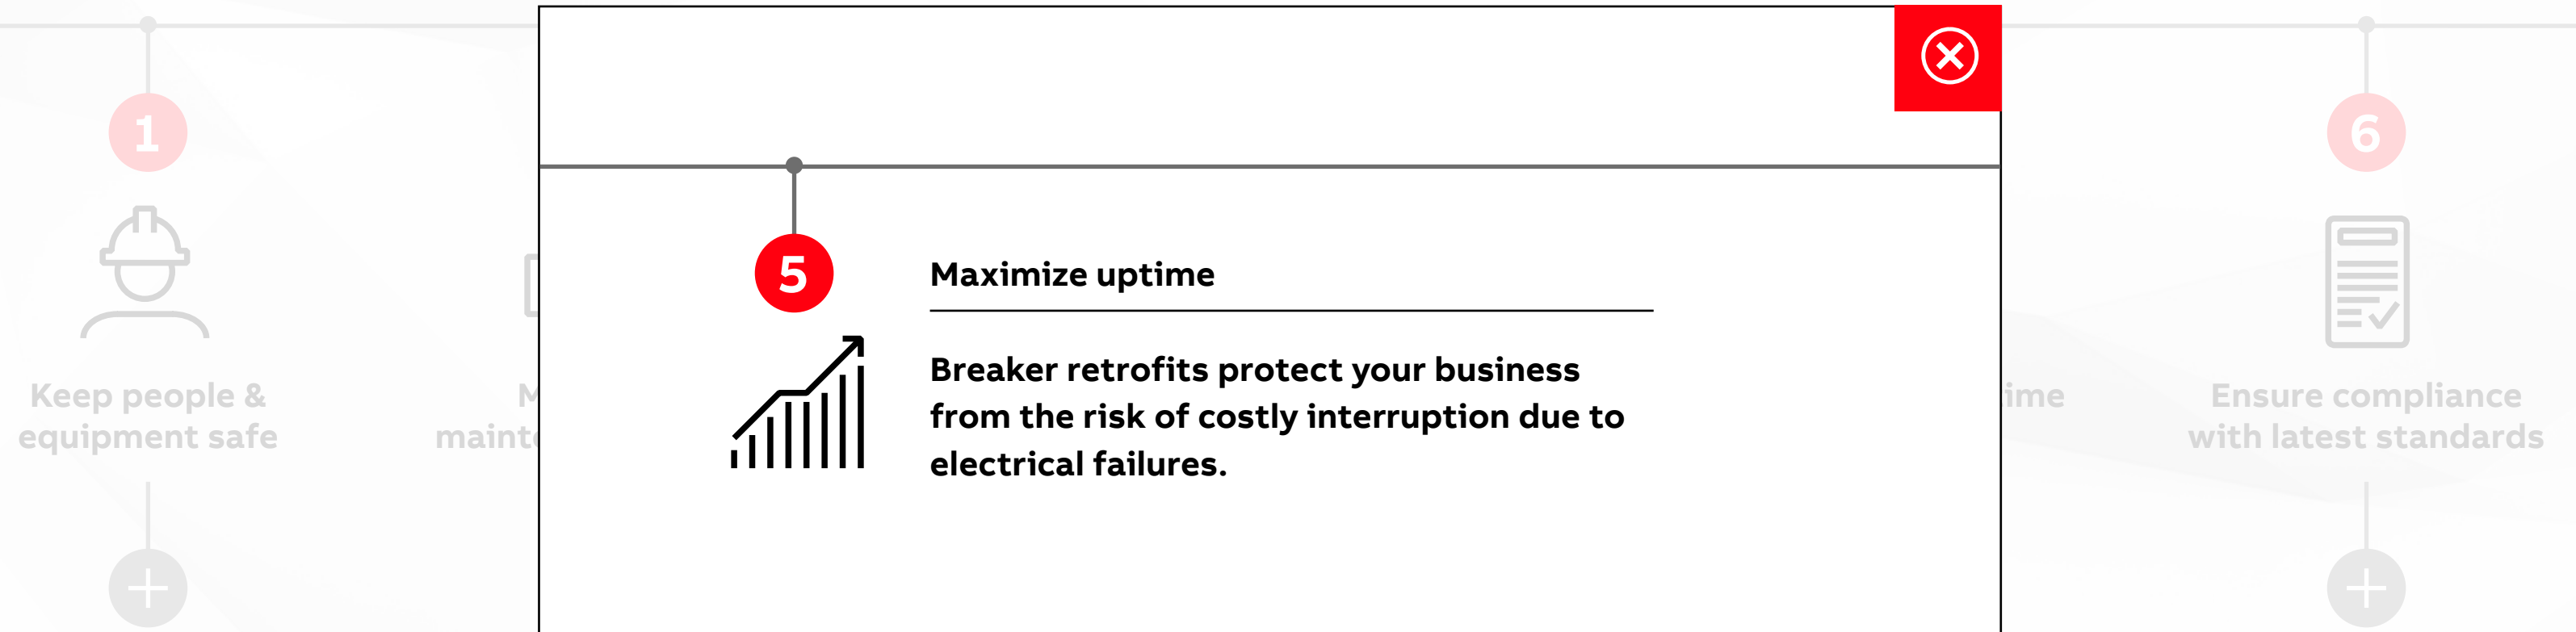 1
Keep people &
equipment safe
5
Maximize uptime
Breaker retrofits protect your business
from the risk of costly interruption due to
electrical failures.
6
Ensure compliance
with latest standards